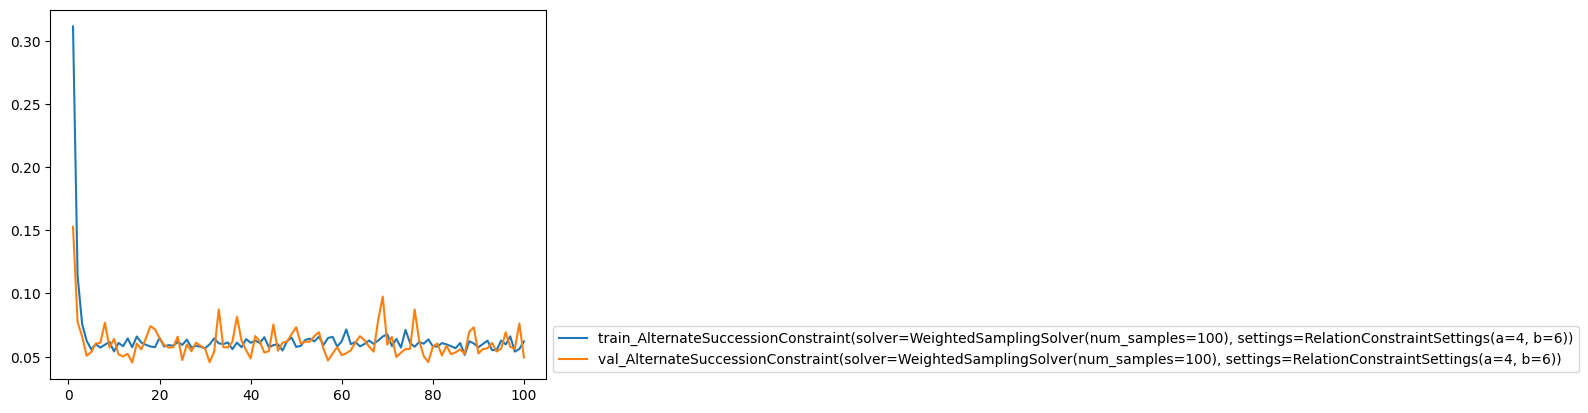 0.30
0.25
0.20
0.15
0.10
0.05
0 20 40 60 80 100
train_AlternateSuccessionConstraint(solver=WeightedSamplingSolver(num_samples=100), settings=RelationConstraintSettings(a=4, b=6))
val_AlternateSuccessionConstraint(solver=WeightedSamplingSolver(num_samples=100), settings=RelationConstraintSettings(a=4, b=6))